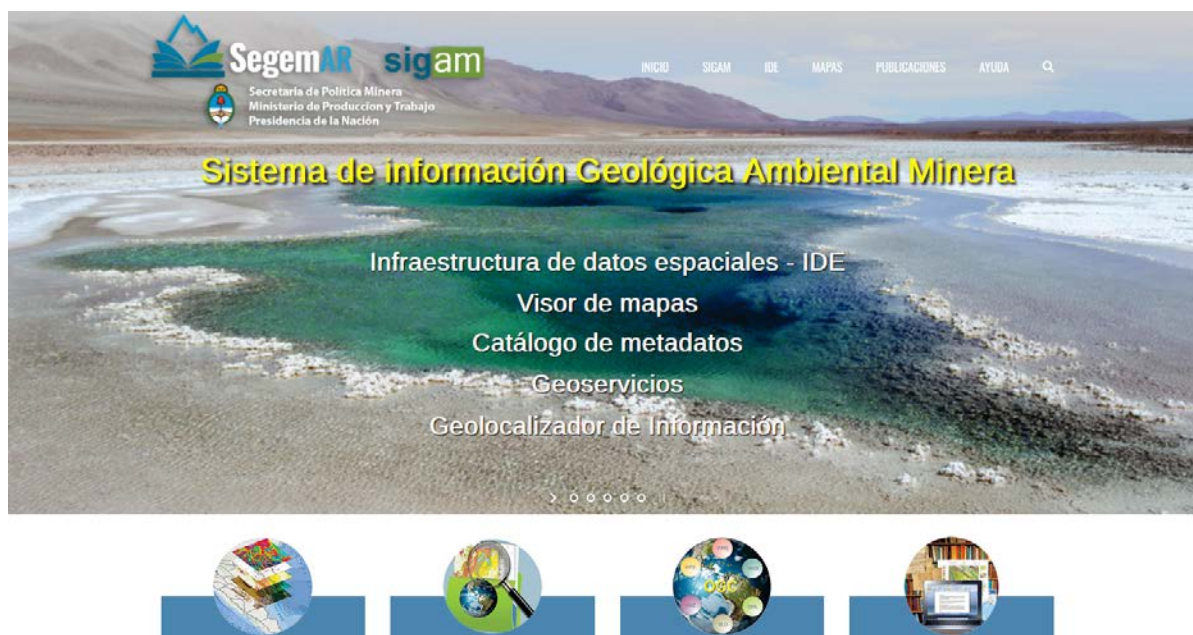 SegemAR sigam
INICIO SIGAM IDE MAPAS PUBLICACIONES AYUDA
Secretaria de Política Minera
Ministerio de Produccion y Trabajo
Presidencia de la Nación
Sistema de información Geológica Ambiental Minera
Infraestructura de datos espaciales - IDE
Visor de mapas
Catálogo de metadatos
Geoservicios
Geolocalizador de Información
OGC